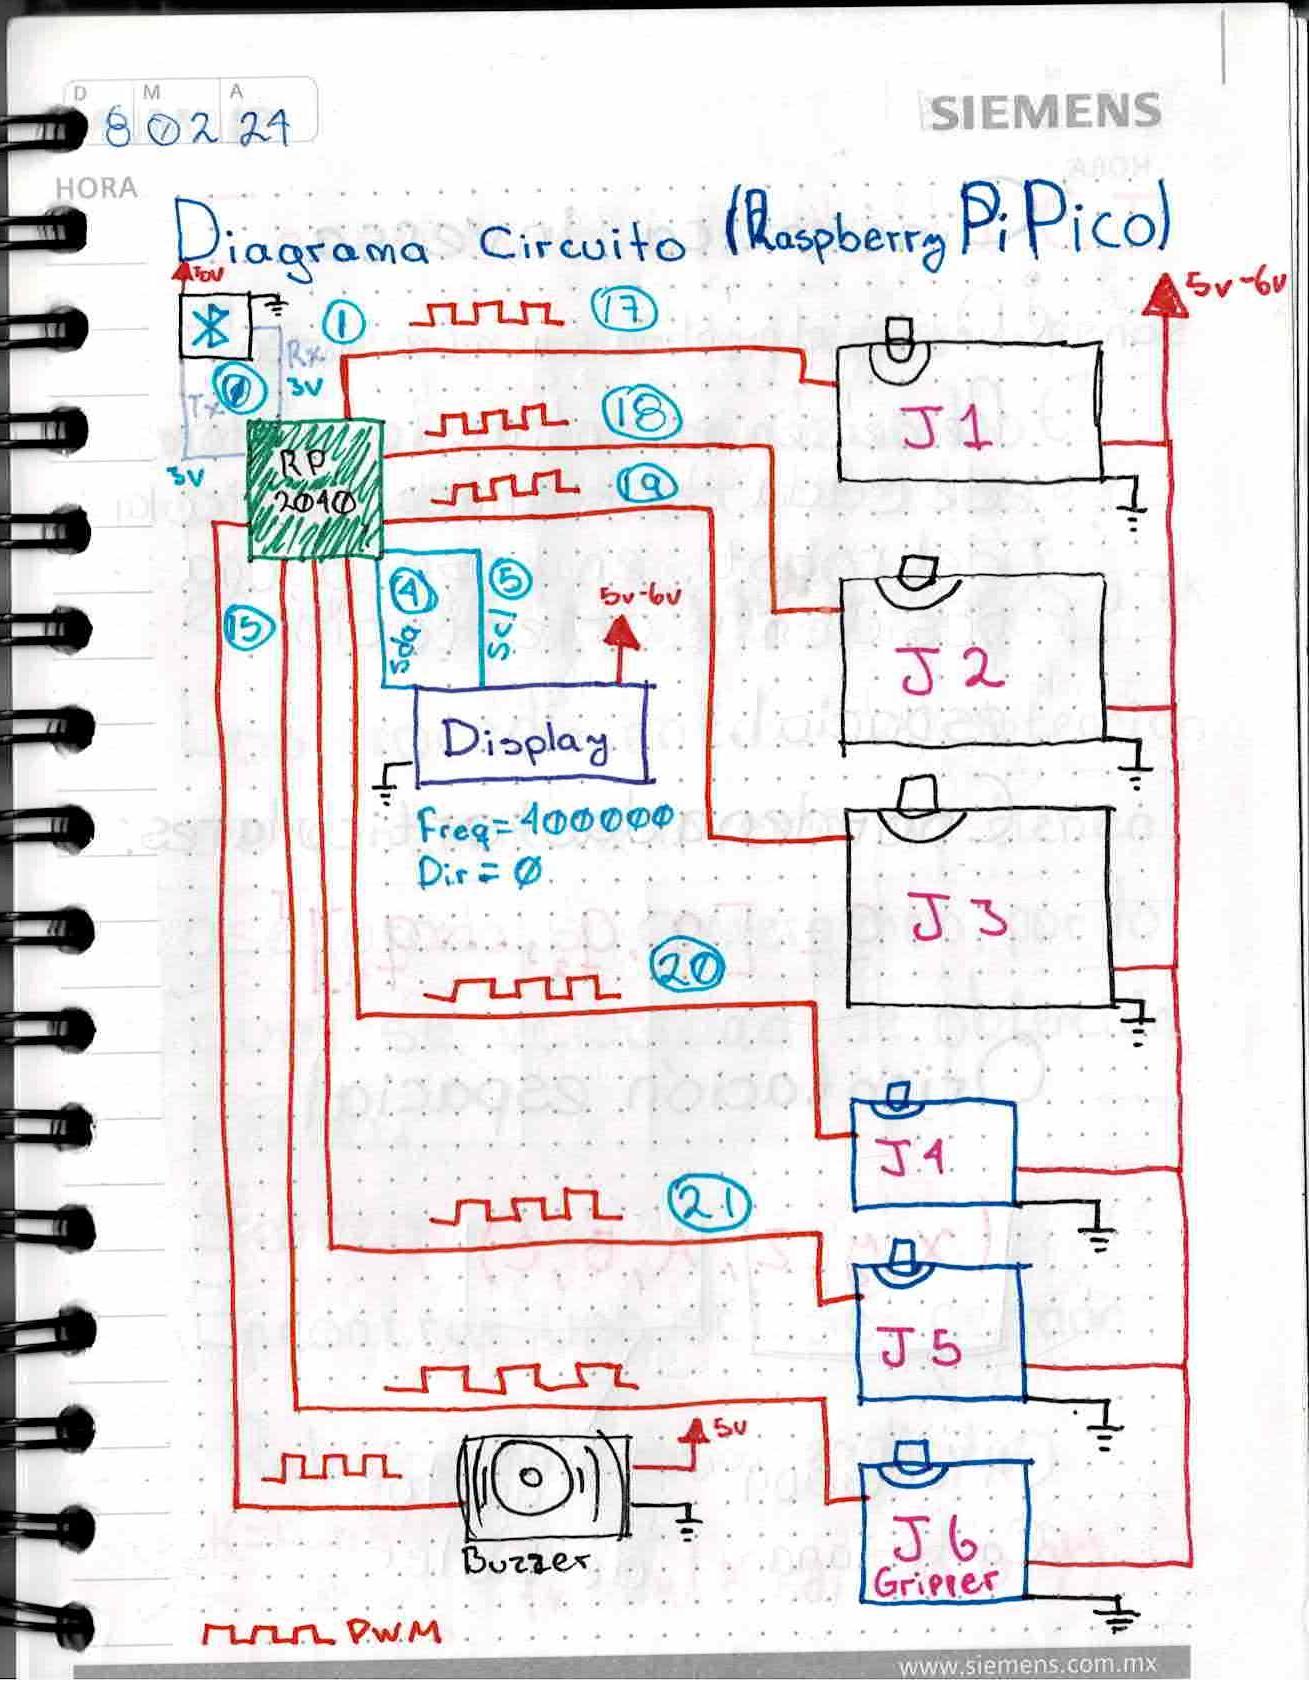 D M A
8 02 24
SIEMENS
HORA
Diagrama Circuito (Raspberry Pi Pico)
5v-6v
1
17
Rx
3V
0
Tx
18
J1
RP
2040
3V
19
4
5
15
Sda
Scl
5v-6v
J2
Display
Freq=400000
Dir = 0
J3
20
J4
21
J5
5v
J6
Gripper
Buzzer
PWM
www.siemens.com.mx